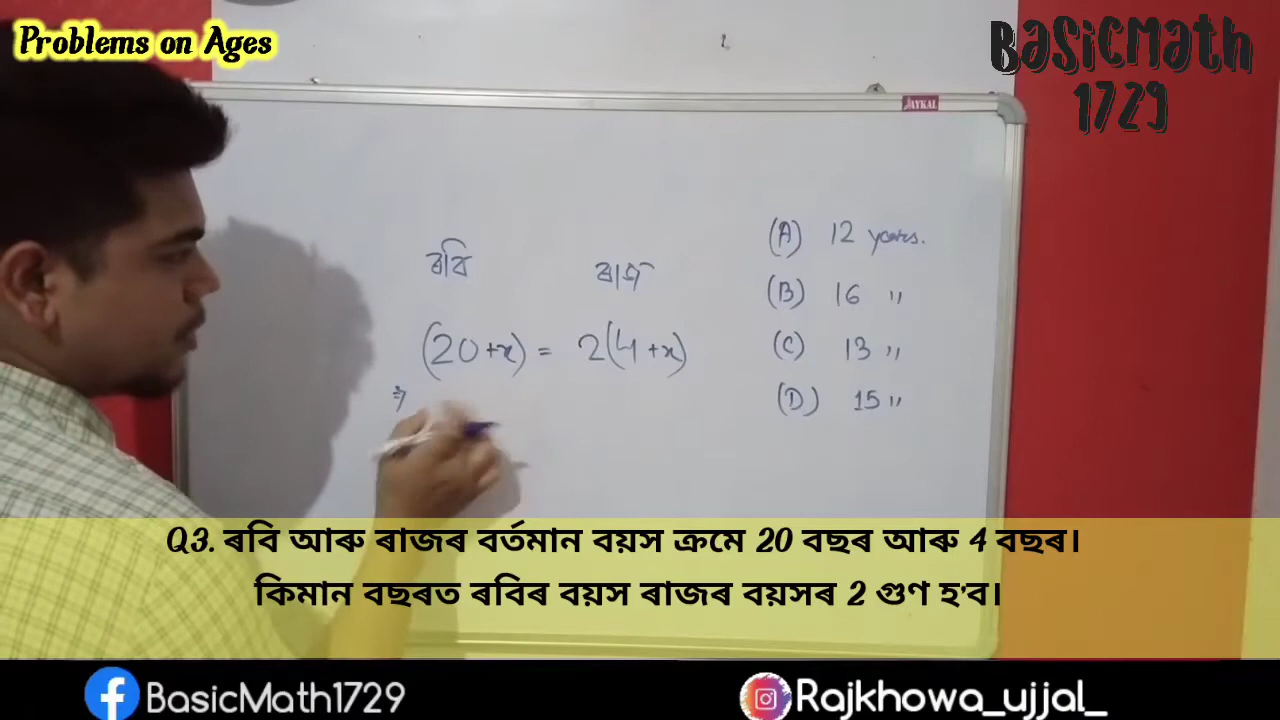 Problems on Ages
BasicMath
1729
JAYKAL
ৰবি ৰাজ
(20+x) = 2(4+x)
⇒
(A) 12 years.
(B) 16 "
(C) 13 "
(D) 15 "
Q3. ৰবি আৰু ৰাজৰ বৰ্তমান বয়স ক্ৰমে 20 বছৰ আৰু 4 বছৰ।
কিমান বছৰত ৰবিৰ বয়স ৰাজৰ বয়সৰ 2 গুণ হ'ব।
BasicMath1729
Rajkhowa_ujjal_